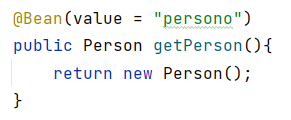 @Bean(value = "persono")
public Person getPerson(){
    return new Person();
}